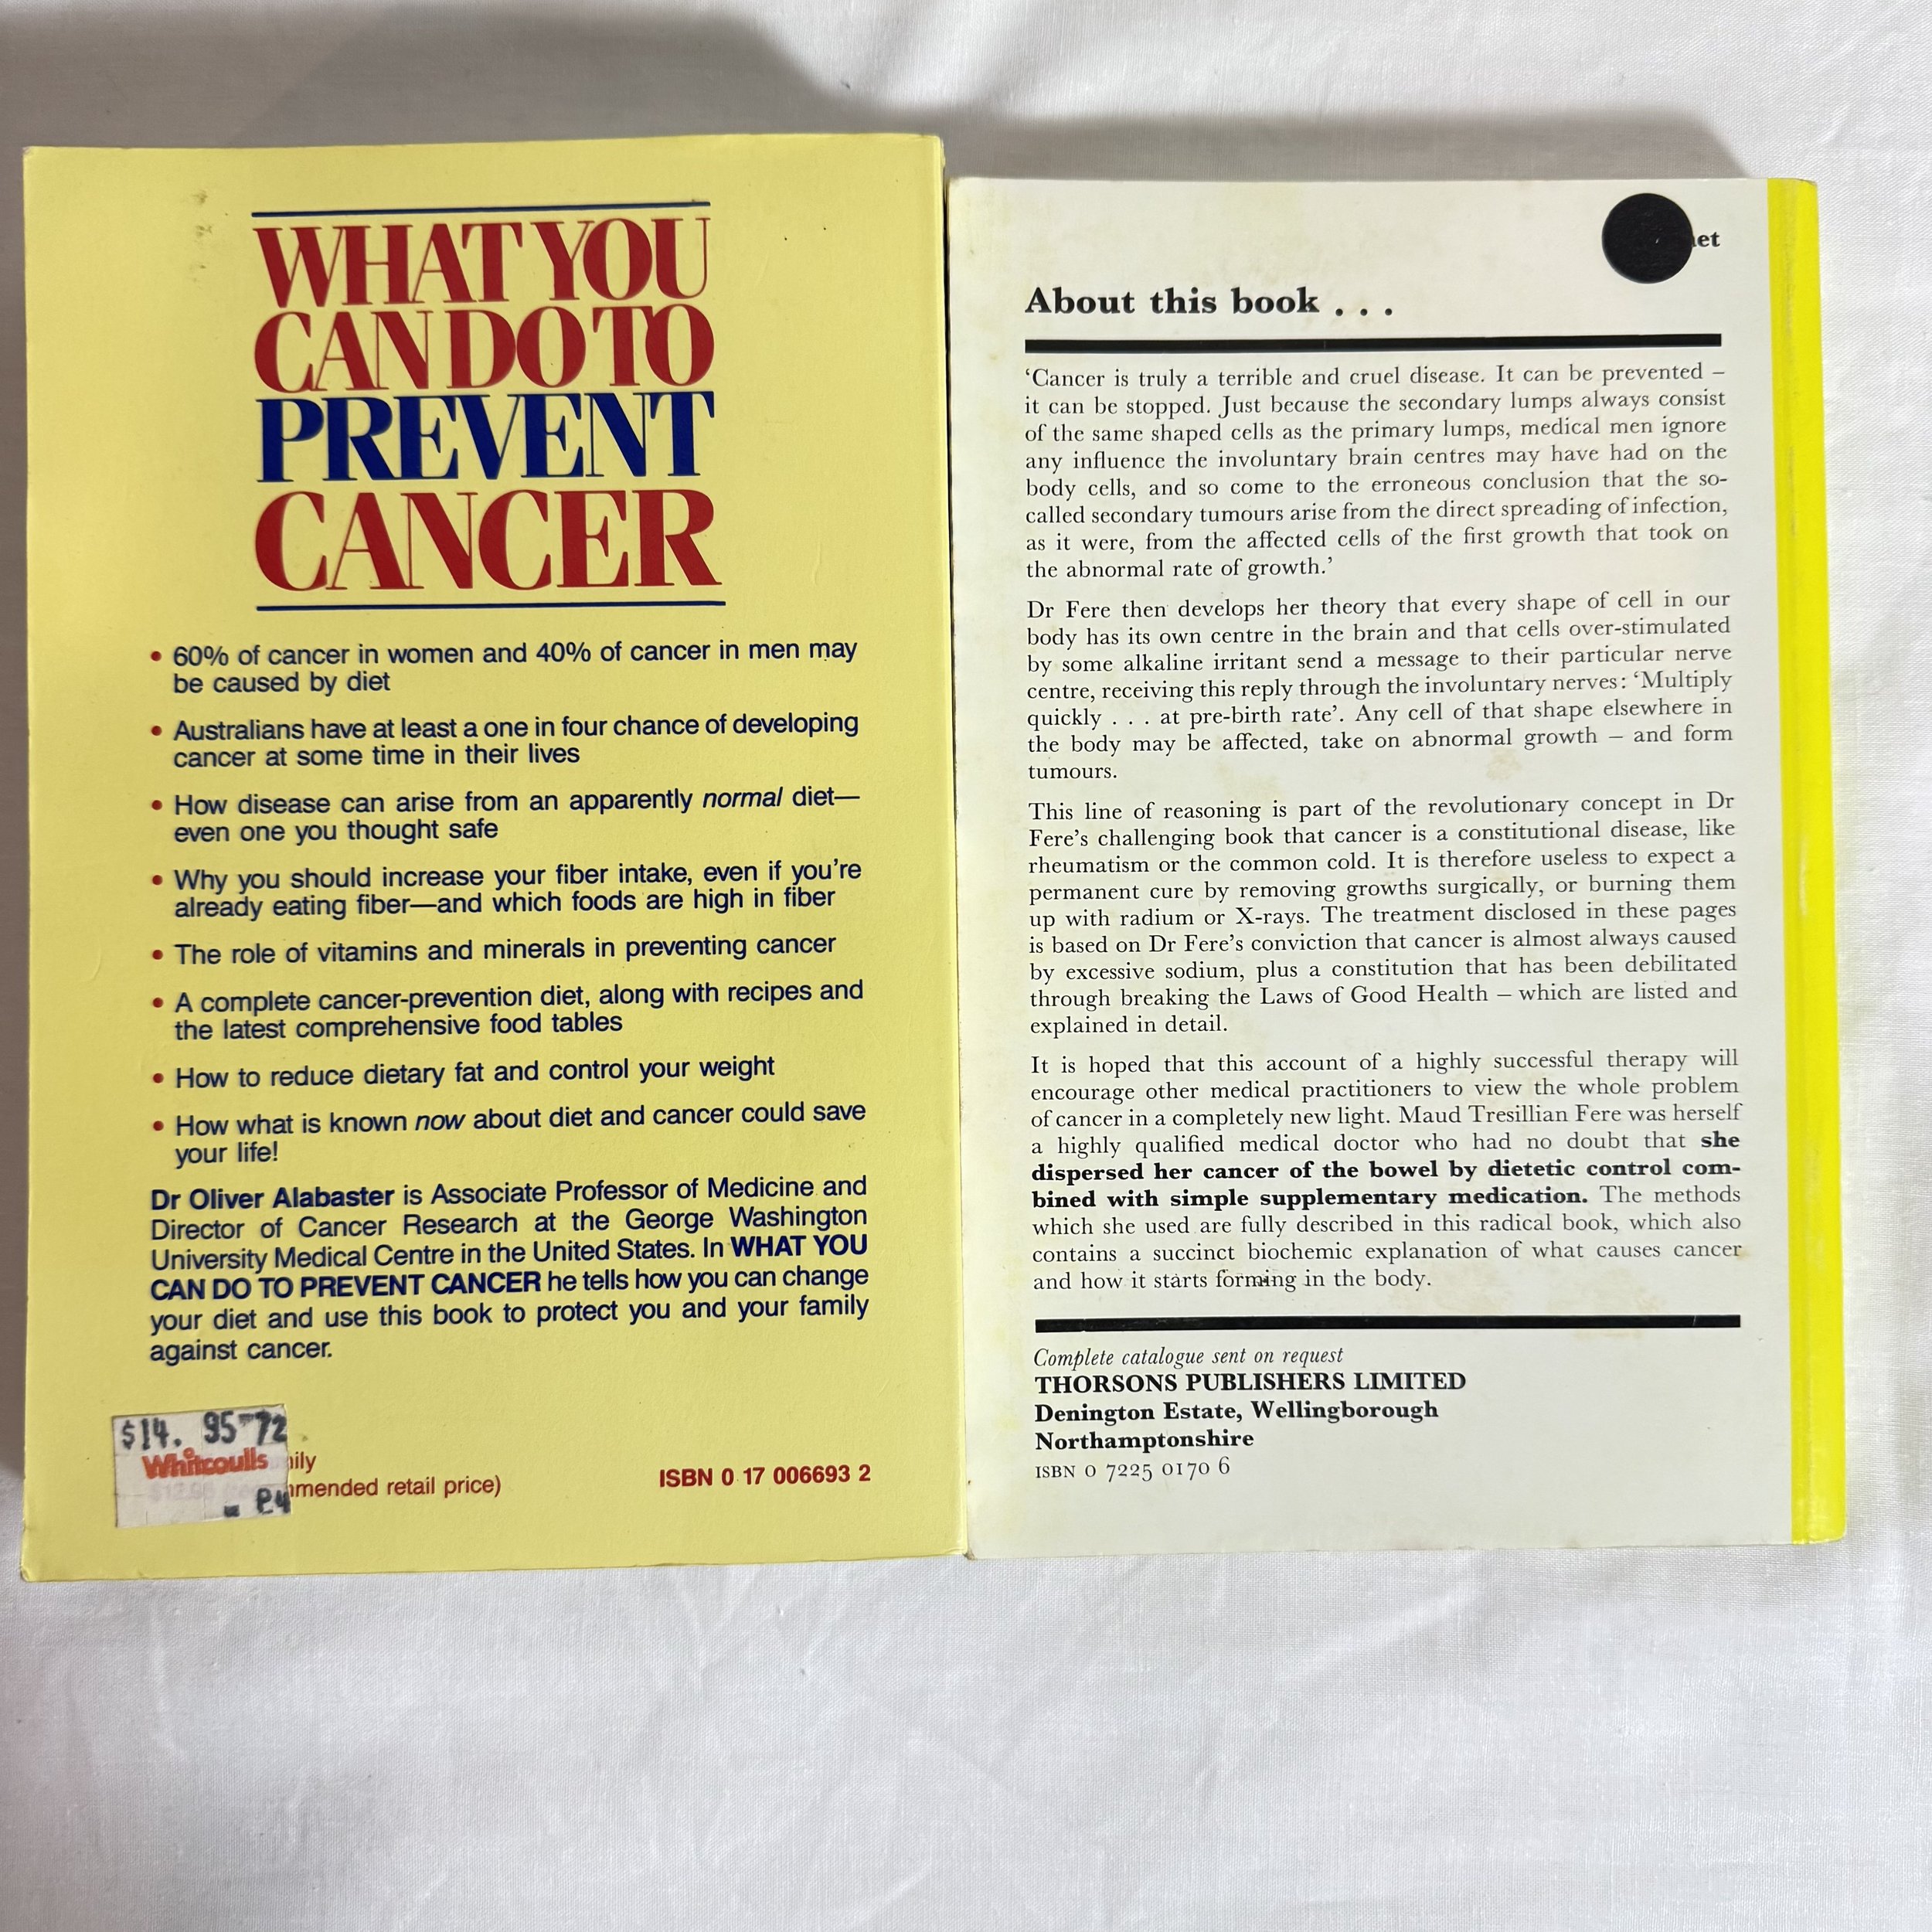 WHAT YOU
CAN DO TO
PREVENT
CANCER
• 60% of cancer in women and 40% of cancer in men may
be caused by diet
• Australians have at least a one in four chance of developing
cancer at some time in their lives
• How disease can arise from an apparently normal diet—
even one you thought safe
• Why you should increase your fiber intake, even if you're
already eating fiber—and which foods are high in fiber
• The role of vitamins and minerals in preventing cancer
• A complete cancer-prevention diet, along with recipes and
the latest comprehensive food tables
• How to reduce dietary fat and control your weight
• How what is known now about diet and cancer could save
your life!
Dr Oliver Alabaster is Associate Professor of Medicine and
Director of Cancer Research at the George Washington
University Medical Centre in the United States. In WHAT YOU
CAN DO TO PREVENT CANCER he tells how you can change
your diet and use this book to protect you and your family
against cancer.
$14. 95-72
Whitcoulls
- P4
retail price)
ISBN 0 17 006693 2
About this book . . .
‘Cancer is truly a terrible and cruel disease. It can be prevented –
it can be stopped. Just because the secondary lumps always consist
of the same shaped cells as the primary lumps, medical men ignore
any influence the involuntary brain centres may have had on the
body cells, and so come to the erroneous conclusion that the so-
called secondary tumours arise from the direct spreading of infection,
as it were, from the affected cells of the first growth that took on
the abnormal rate of growth.’
Dr Fere then develops her theory that every shape of cell in our
body has its own centre in the brain and that cells over-stimulated
by some alkaline irritant send a message to their particular nerve
centre, receiving this reply through the involuntary nerves: ‘Multiply
quickly . . . at pre-birth rate’. Any cell of that shape elsewhere in
the body may be affected, take on abnormal growth – and form
tumours.
This line of reasoning is part of the revolutionary concept in Dr
Fere’s challenging book that cancer is a constitutional disease, like
rheumatism or the common cold. It is therefore useless to expect a
permanent cure by removing growths surgically, or burning them
up with radium or X-rays. The treatment disclosed in these pages
is based on Dr Fere’s conviction that cancer is almost always caused
by excessive sodium, plus a constitution that has been debilitated
through breaking the Laws of Good Health – which are listed and
explained in detail.
It is hoped that this account of a highly successful therapy will
encourage other medical practitioners to view the whole problem
of cancer in a completely new light. Maud Tresillian Fere was herself
a highly qualified medical doctor who had no doubt that she
dispersed her cancer of the bowel by dietetic control com-
bined with simple supplementary medication. The methods
which she used are fully described in this radical book, which also
contains a succinct biochemic explanation of what causes cancer
and how it starts forming in the body.
Complete catalogue sent on request
THORSONS PUBLISHERS LIMITED
Denington Estate, Wellingborough
Northamptonshire
ISBN 0 7225 0170 6